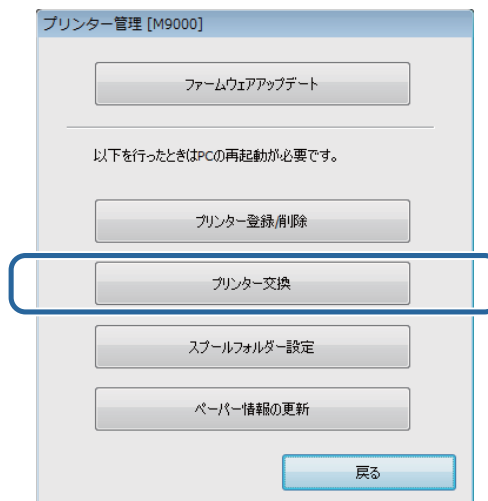 プリンター管理 [M9000]
ファームウェアアップデート
以下を行ったときはPCの再起動が必要です。
プリンター登録/削除
プリンター交換
スプールフォルダー設定
ペーパー情報の更新
戻る